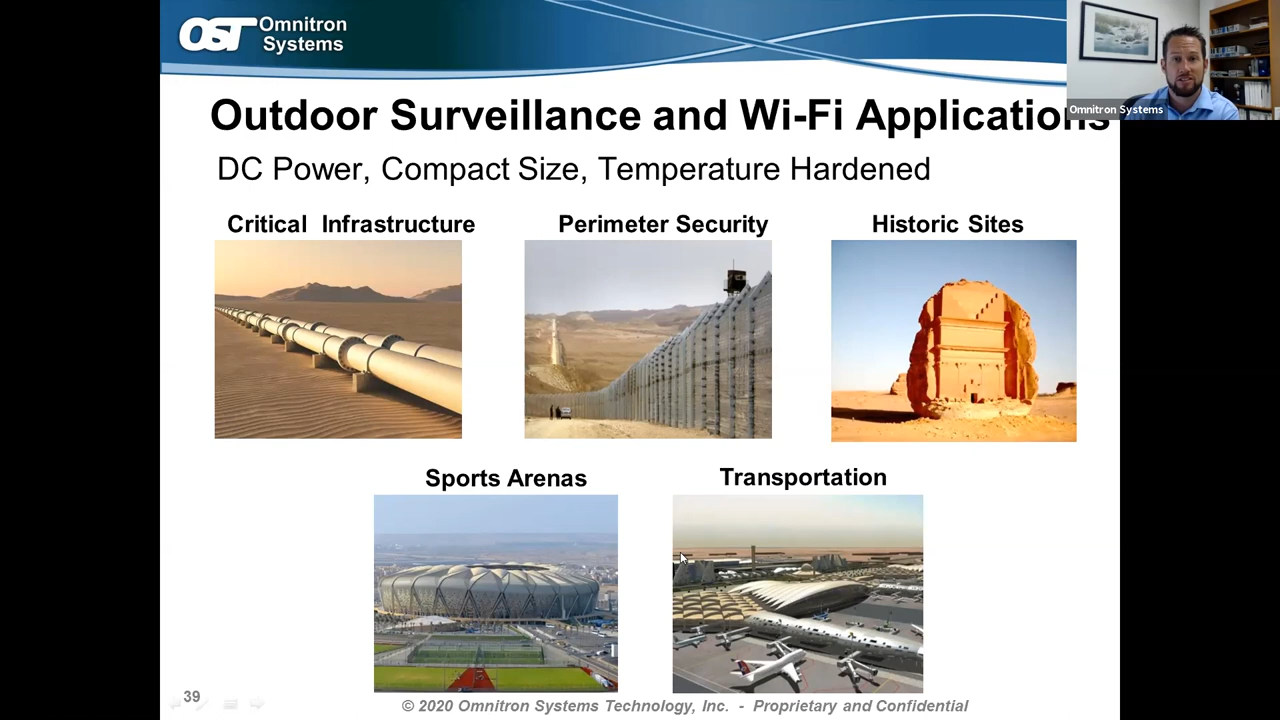 OST Omnitron
Systems
Omnitron Systems
Outdoor Surveillance and Wi-Fi Applications
DC Power, Compact Size, Temperature Hardened
Critical Infrastructure
Perimeter Security
Historic Sites
Sports Arenas
Transportation
39
© 2020 Omnitron Systems Technology, Inc. - Proprietary and Confidential